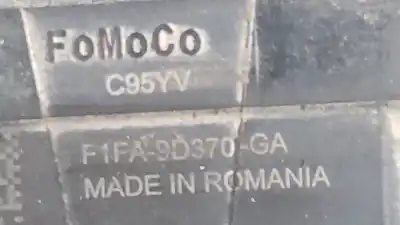 FoMoCo
C95YV
F1FA-9D370-GA
MADE IN ROMANIA